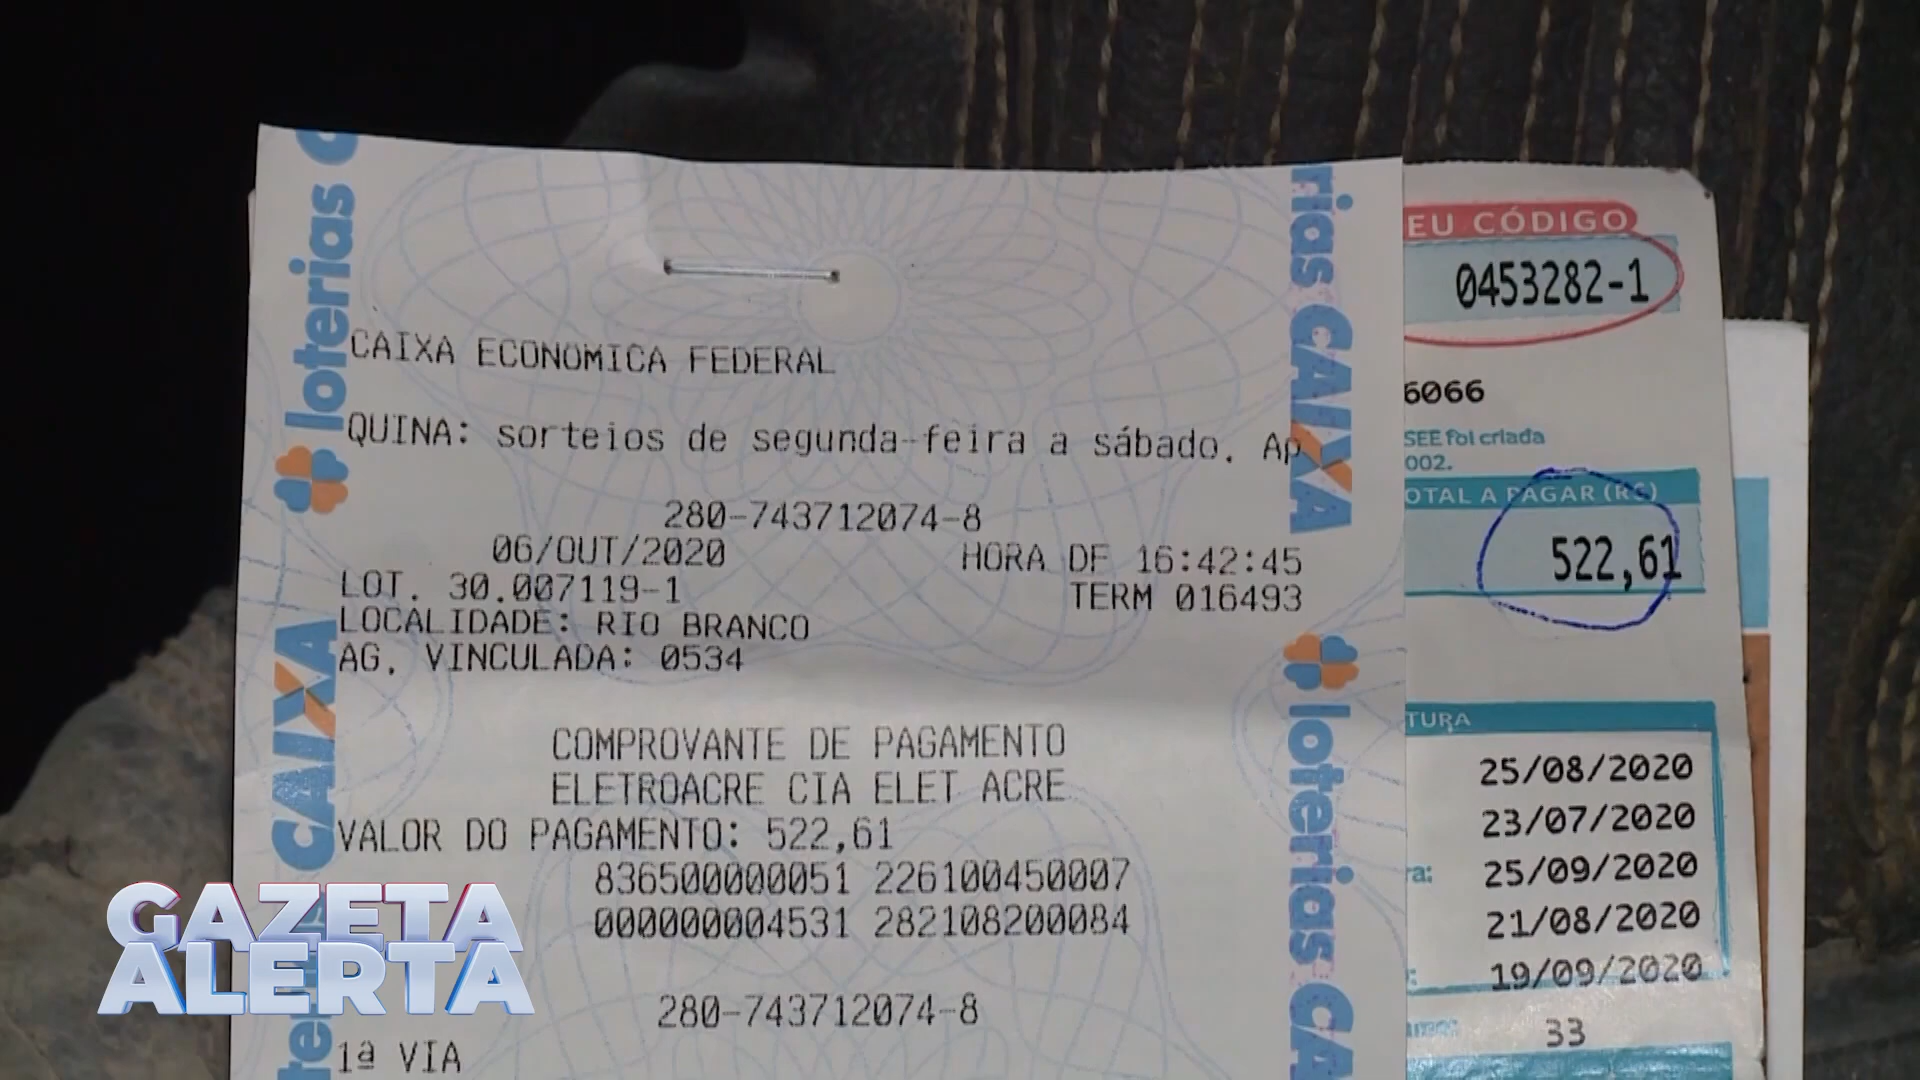 loterias CAIXA
CAIXA ECONOMICA FEDERAL
QUINA: sorteios de segunda-feira a sábado. Ap
280-743712074-8
06/OUT/2020 HORA DF 16:42:45
LOT. 30.007119-1 TERM 016493
LOCALIDADE: RIO BRANCO
AG. VINCULADA: 0534
COMPROVANTE DE PAGAMENTO
ELETROACRE CIA ELET ACRE
VALOR DO PAGAMENTO: 522,61
836500000051 226100450007
000000004531 282108200084
280-743712074-8
1ª VIA
rias CAIXA
loterias CA
EU CÓDIGO
0453282-1
6066
SEE foi criada
002.
OTAL A PAGAR (R$)
522,61
TURA
25/08/2020
23/07/2020
ra: 25/09/2020
21/08/2020
19/09/2020
33
GAZETA
ALERTA